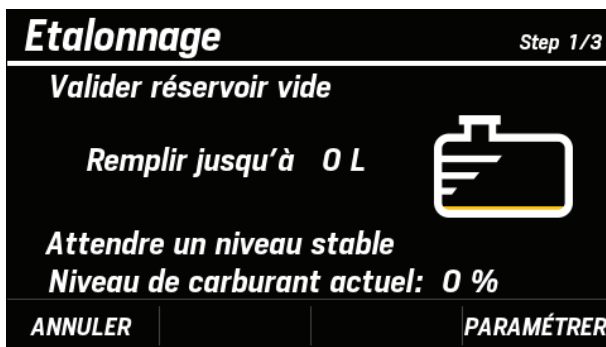 Etalonnage
Step 1/3
Valider réservoir vide
Remplir jusqu'à 0 L
Attendre un niveau stable
Niveau de carburant actuel: 0 %
ANNULER
PARAMÉTRER